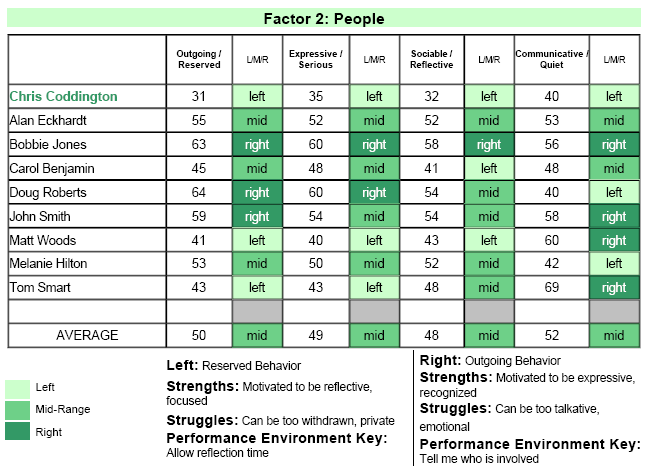 Factor 2: People
Outgoing / Reserved L/M/R Expressive / Serious L/M/R Sociable / Reflective L/M/R Communicative / Quiet L/M/R
Chris Coddington 31 left 35 left 32 left 40 left
Alan Eckhardt 55 mid 52 mid 52 mid 53 mid
Bobbie Jones 63 right 60 right 58 right 56 right
Carol Benjamin 45 mid 48 mid 41 left 48 mid
Doug Roberts 64 right 60 right 54 mid 40 left
John Smith 59 right 54 mid 54 mid 58 right
Matt Woods 41 left 40 left 43 left 60 right
Melanie Hilton 53 mid 50 mid 52 mid 42 left
Tom Smart 43 left 43 left 48 mid 69 right
AVERAGE 50 mid 49 mid 48 mid 52 mid
Left
Mid-Range
Right
Left: Reserved Behavior
Strengths: Motivated to be reflective,
focused
Struggles: Can be too withdrawn, private
Performance Environment Key:
Allow reflection time
Right: Outgoing Behavior
Strengths: Motivated to be expressive,
recognized
Struggles: Can be too talkative,
emotional
Performance Environment Key:
Tell me who is involved